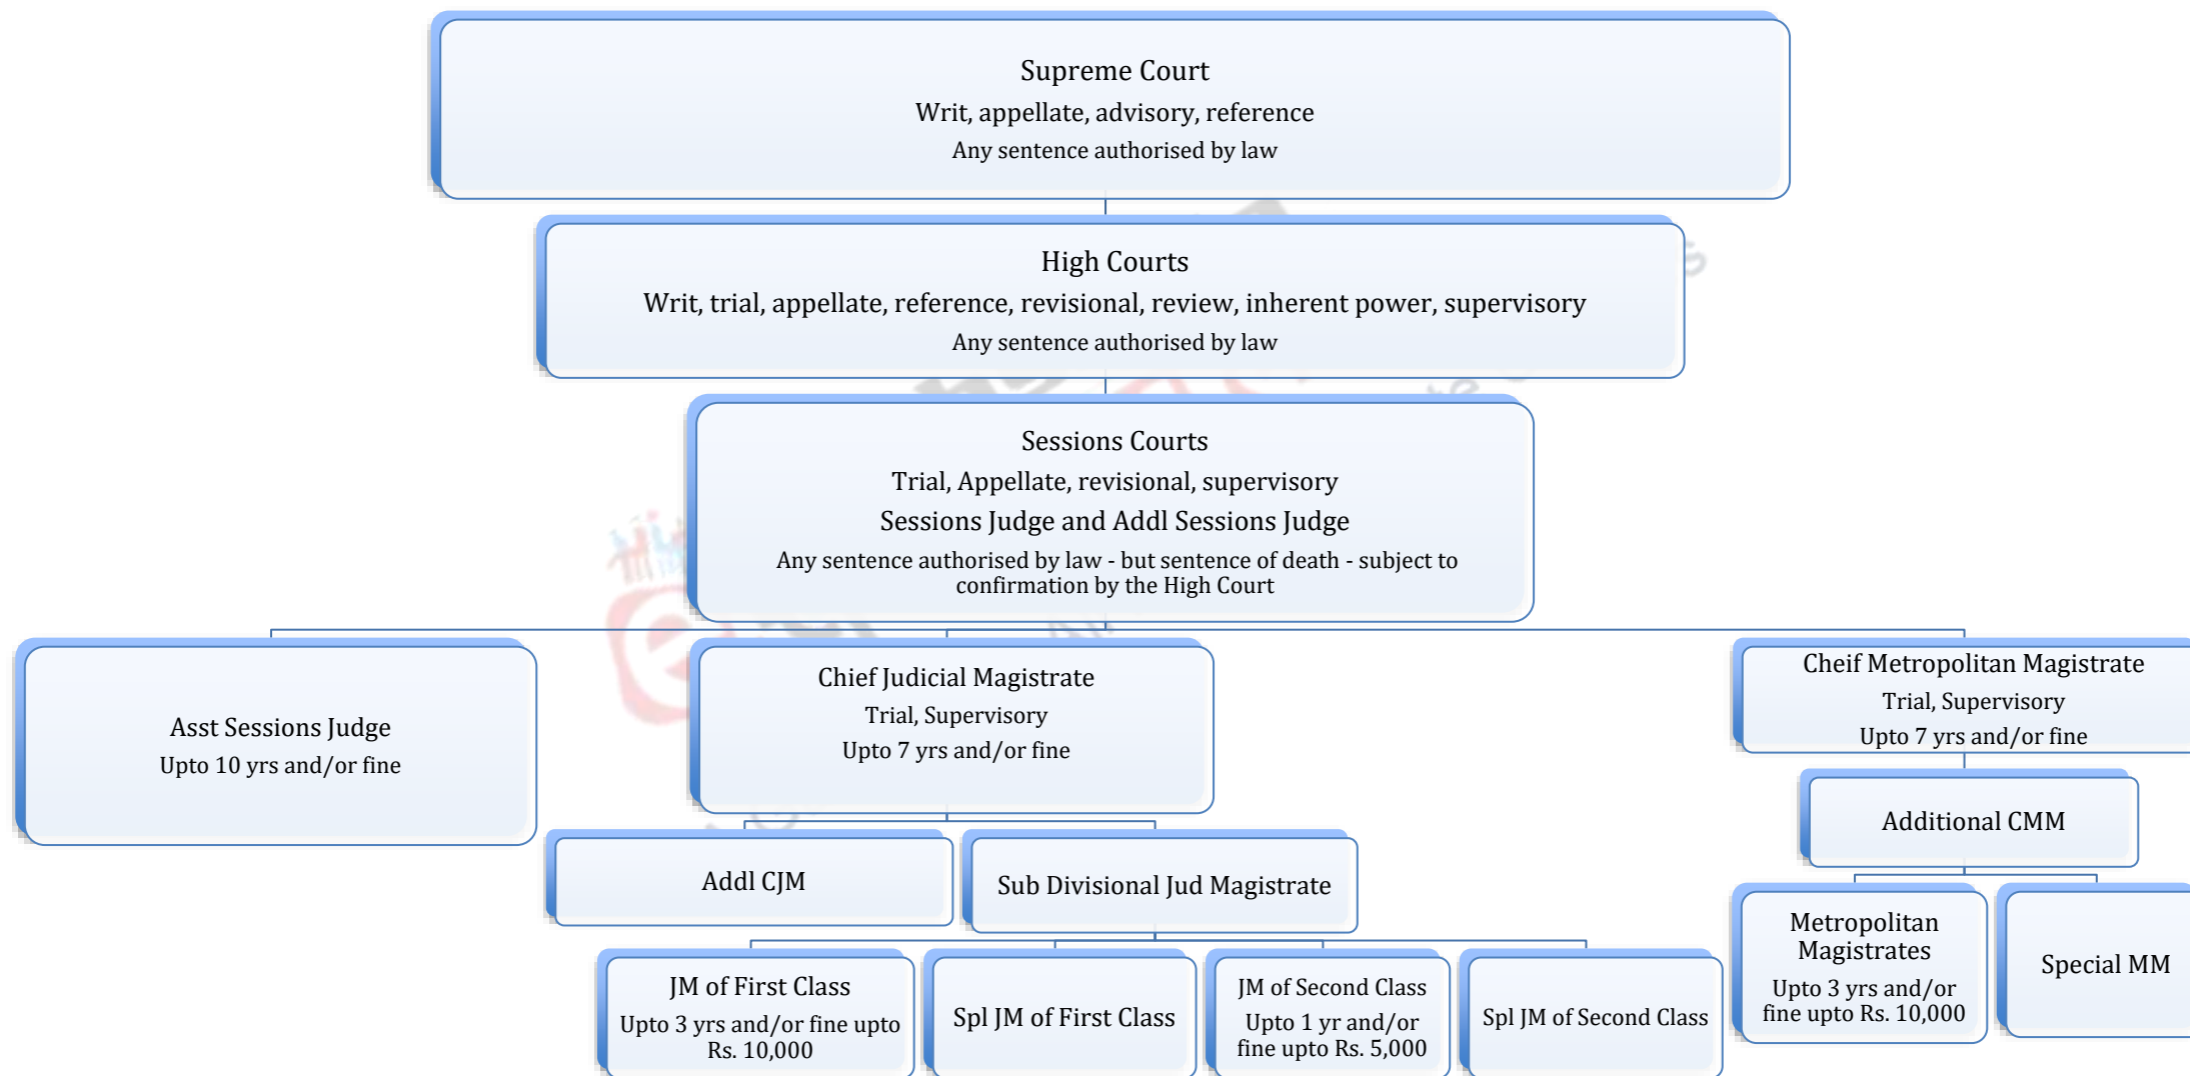 Supreme Court
Writ, appellate, advisory, reference
Any sentence authorised by law
High Courts
Writ, trial, appellate, reference, revisional, review, inherent power, supervisory
Any sentence authorised by law
Sessions Courts
Trial, Appellate, revisional, supervisory
Sessions Judge and Addl Sessions Judge
Any sentence authorised by law - but sentence of death - subject to
confirmation by the High Court
Asst Sessions Judge
Upto 10 yrs and/or fine
Chief Judicial Magistrate
Trial, Supervisory
Upto 7 yrs and/or fine
Cheif Metropolitan Magistrate
Trial, Supervisory
Upto 7 yrs and/or fine
Addl CJM
Sub Divisional Jud Magistrate
Additional CMM
JM of First Class
Upto 3 yrs and/or fine upto
Rs. 10,000
Spl JM of First Class
JM of Second Class
Upto 1 yr and/or
fine upto Rs. 5,000
Spl JM of Second Class
Metropolitan
Magistrates
Upto 3 yrs and/or
fine upto Rs. 10,000
Special MM